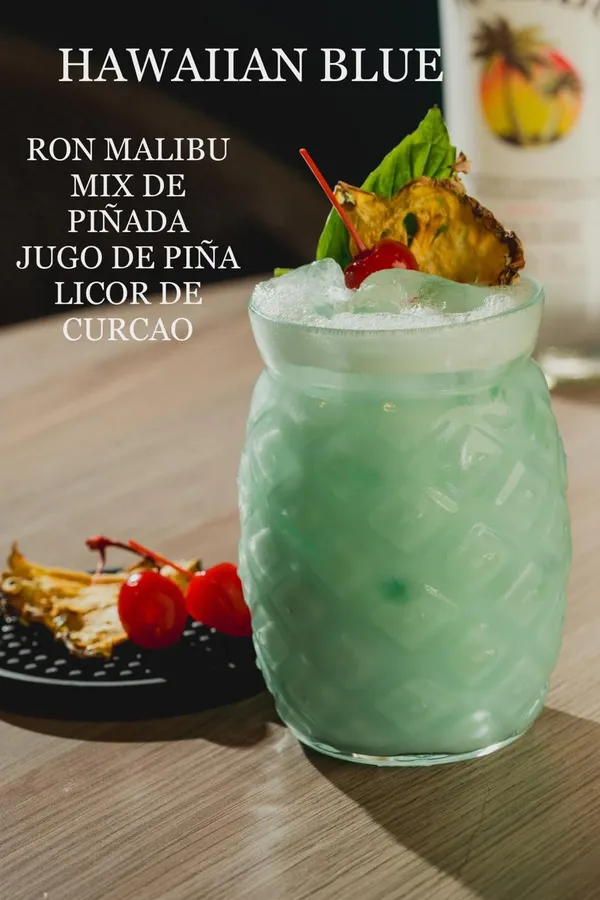 HAWAIIAN BLUE
RON MALIBU
MIX DE
PIÑADA
JUGO DE PIÑA
LICOR DE
CURCAO